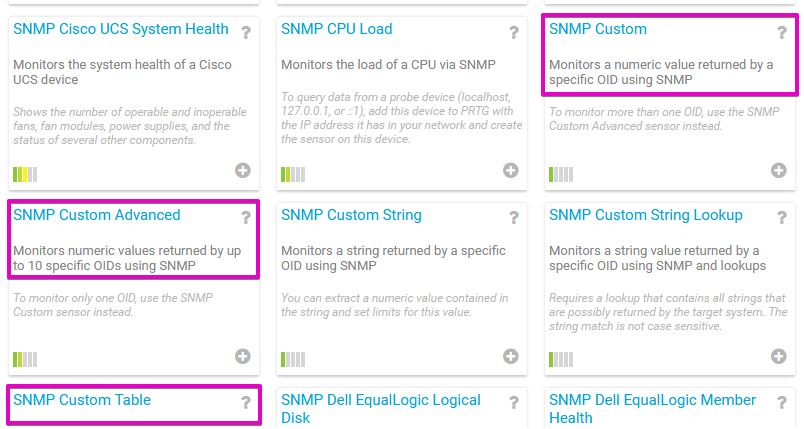 SNMP Cisco UCS System Health
?
Monitors the system health of a Cisco
UCS device
Shows the number of operable and inoperable
fans, fan modules, power supplies, and the
status of several other components.
SNMP CPU Load
?
Monitors the load of a CPU via SNMP
To query data from a probe device (localhost,
127.0.0.1, or ::1), add this device to PRTG with
the IP address it has in your network and create
the sensor on this device.
SNMP Custom
?
Monitors a numeric value returned by a
specific OID using SNMP
To monitor more than one OID, use the SNMP
Custom Advanced sensor instead.
SNMP Custom Advanced
?
Monitors numeric values returned by up
to 10 specific OIDs using SNMP
To monitor only one OID, use the SNMP
Custom sensor instead.
SNMP Custom String
?
Monitors a string returned by a specific
OID using SNMP
You can extract a numeric value contained in
the string and set limits for this value.
SNMP Custom String Lookup
?
Monitors a string value returned by a
specific OID using SNMP and lookups
Requires a lookup that contains all strings that
are possibly returned by the target system. The
string match is not case sensitive.
SNMP Custom Table
?
SNMP Dell EqualLogic Logical
Disk
?
SNMP Dell EqualLogic Member
Health
?